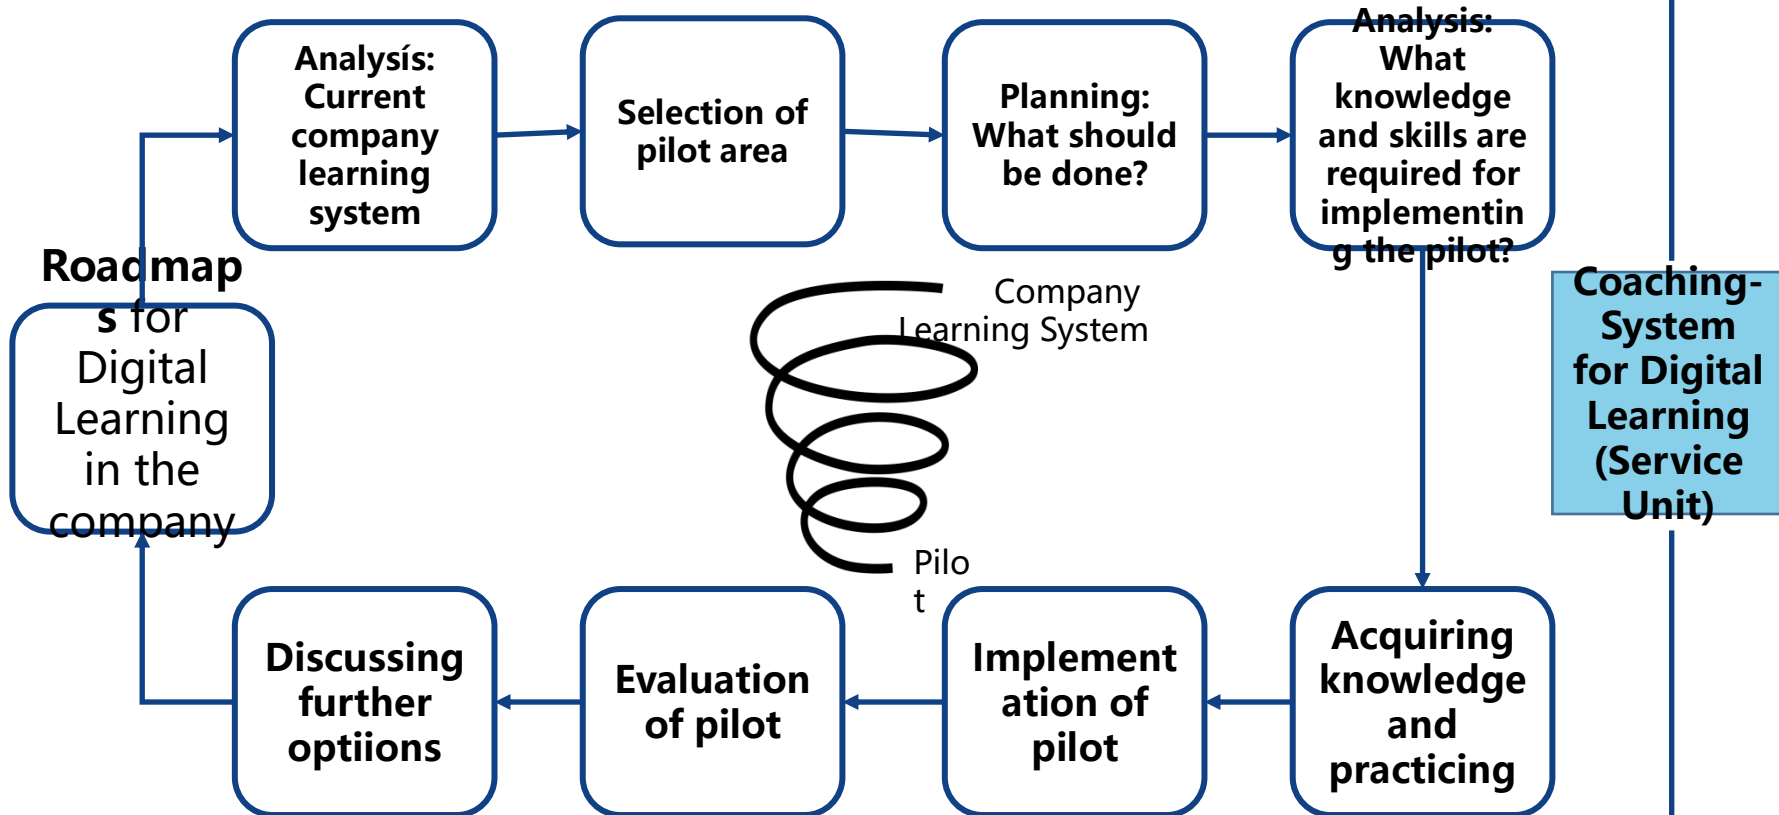 Analysís:
Current
company
learning
system
Selection of
pilot area
Planning:
What should
be done?
Analysis:
What
knowledge
and skills are
required for
implementin
g the pilot?
Roadmap
s for
Digital
Learning
in the
company
Company
Learning System
Pilo
t
Coaching-
System
for Digital
Learning
(Service
Unit)
Discussing
further
optiions
Evaluation
of pilot
Implement
ation of
pilot
Acquiring
knowledge
and
practicing